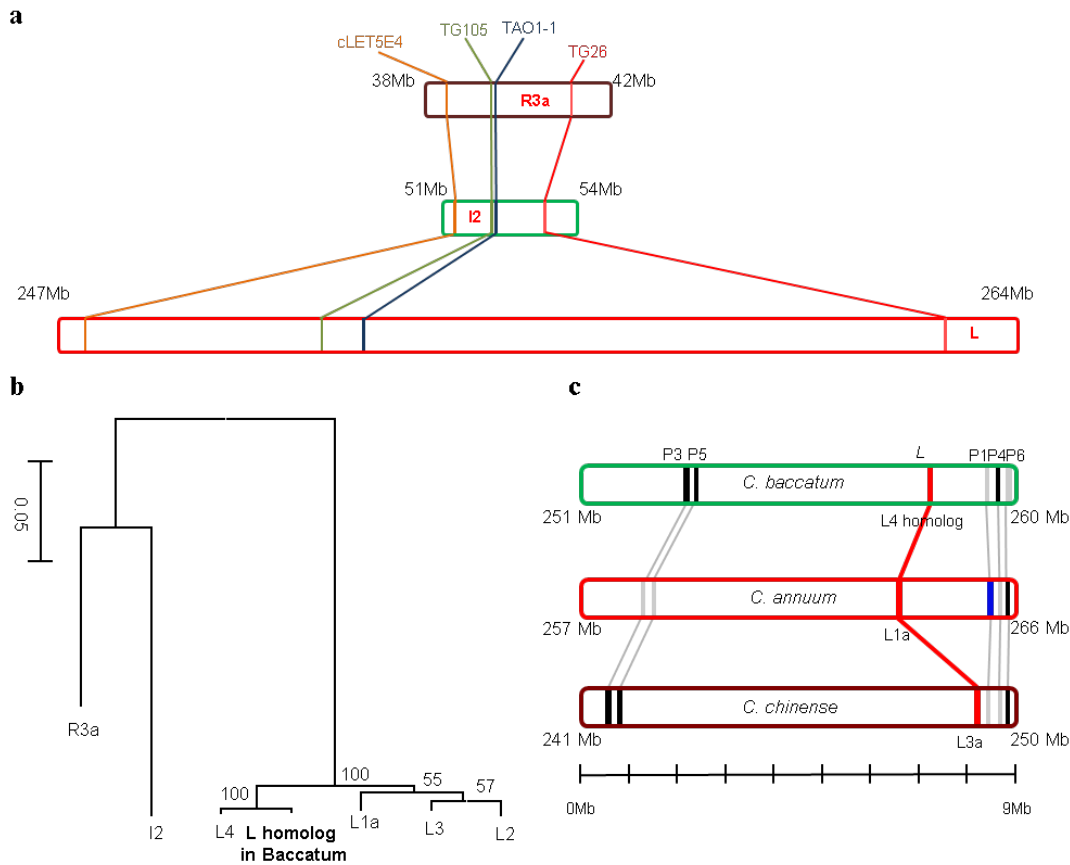 a
TG105 TAO1-1
cLET5E4 TG26
38Mb 42Mb
R3a
51Mb 54Mb
I2
247Mb 264Mb
L
b
0.05
R3a
I2
100
100
55
57
L4
L homolog
in Baccatum
L1a
L3
L2
c
P3 P5 L P1P4P6
C. baccatum
L4 homolog
251 Mb 260 Mb
C. annuum
257 Mb L1a 266 Mb
C. chinense
241 Mb L3a 250 Mb
0Mb 9Mb